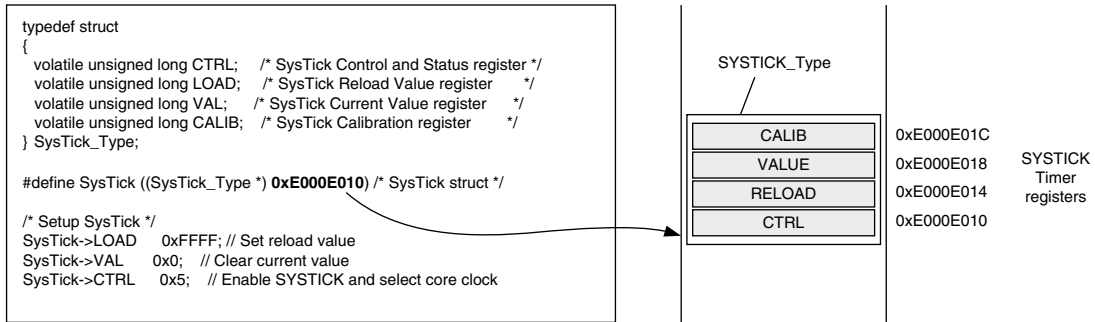 typedef struct
{
volatile unsigned long CTRL; /* SysTick Control and Status register */
volatile unsigned long LOAD; /* SysTick Reload Value register */
volatile unsigned long VAL; /* SysTick Current Value register */
volatile unsigned long CALIB; /* SysTick Calibration register */
} SysTick_Type;
#define SysTick ((SysTick_Type *) 0xE000E010) /* SysTick struct */
/* Setup SysTick */
SysTick->LOAD 0xFFFF; // Set reload value
SysTick->VAL 0x0; // Clear current value
SysTick->CTRL 0x5; // Enable SYSTICK and select core clock
SYSTICK_Type
CALIB 0xE000E01C
VALUE 0xE000E018
RELOAD 0xE000E014
CTRL 0xE000E010
SYSTICK
Timer
registers